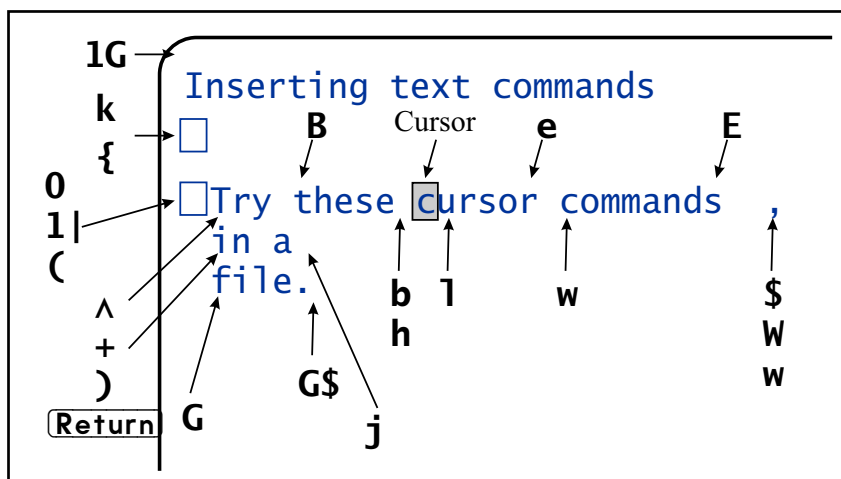 1G
Inserting text commands
k
B
Cursor
e
E
{
0
Try these cursor commands ,
1|
in a
(
file.
b
l
w
$
^
h
W
+
w
)
G$
Return
G
j